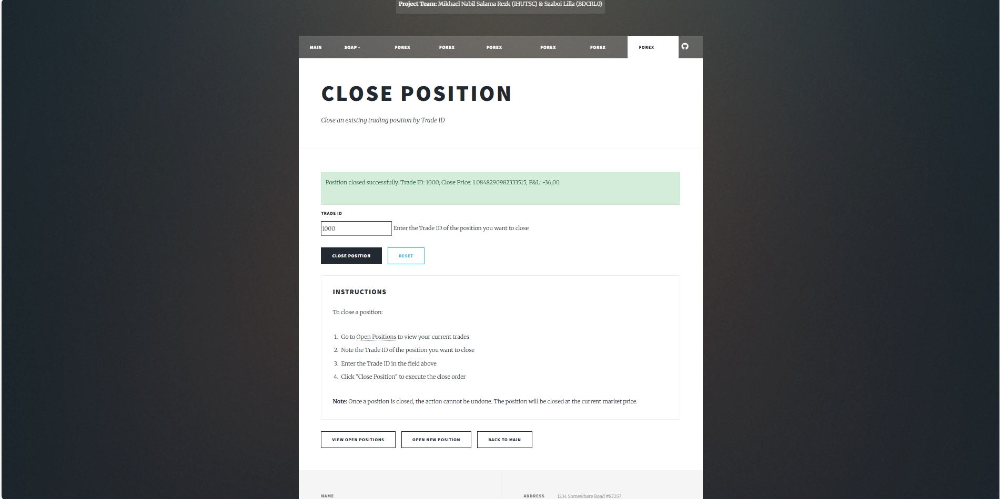 Project Team: Mikhael Nabil Salama Rezk (IHUTSC) & Szaboi Lilla (BDCRL0)
MAIN SOAP - FOREX FOREX FOREX FOREX FOREX FOREX
CLOSE POSITION
Close an existing trading position by Trade ID
Position closed successfully. Trade ID: 1000, Close Price: 1.0848290982333515, P&L: -36,00
TRADE ID
1000 Enter the Trade ID of the position you want to close
CLOSE POSITION RESET
INSTRUCTIONS
To close a position:
1. Go to Open Positions to view your current trades
2. Note the Trade ID of the position you want to close
3. Enter the Trade ID in the field above
4. Click "Close Position" to execute the close order
Note: Once a position is closed, the action cannot be undone. The position will be closed at the current market price.
VIEW OPEN POSITIONS OPEN NEW POSITION BACK TO MAIN
NAME ADDRESS 1234 Somewhere Road #87257